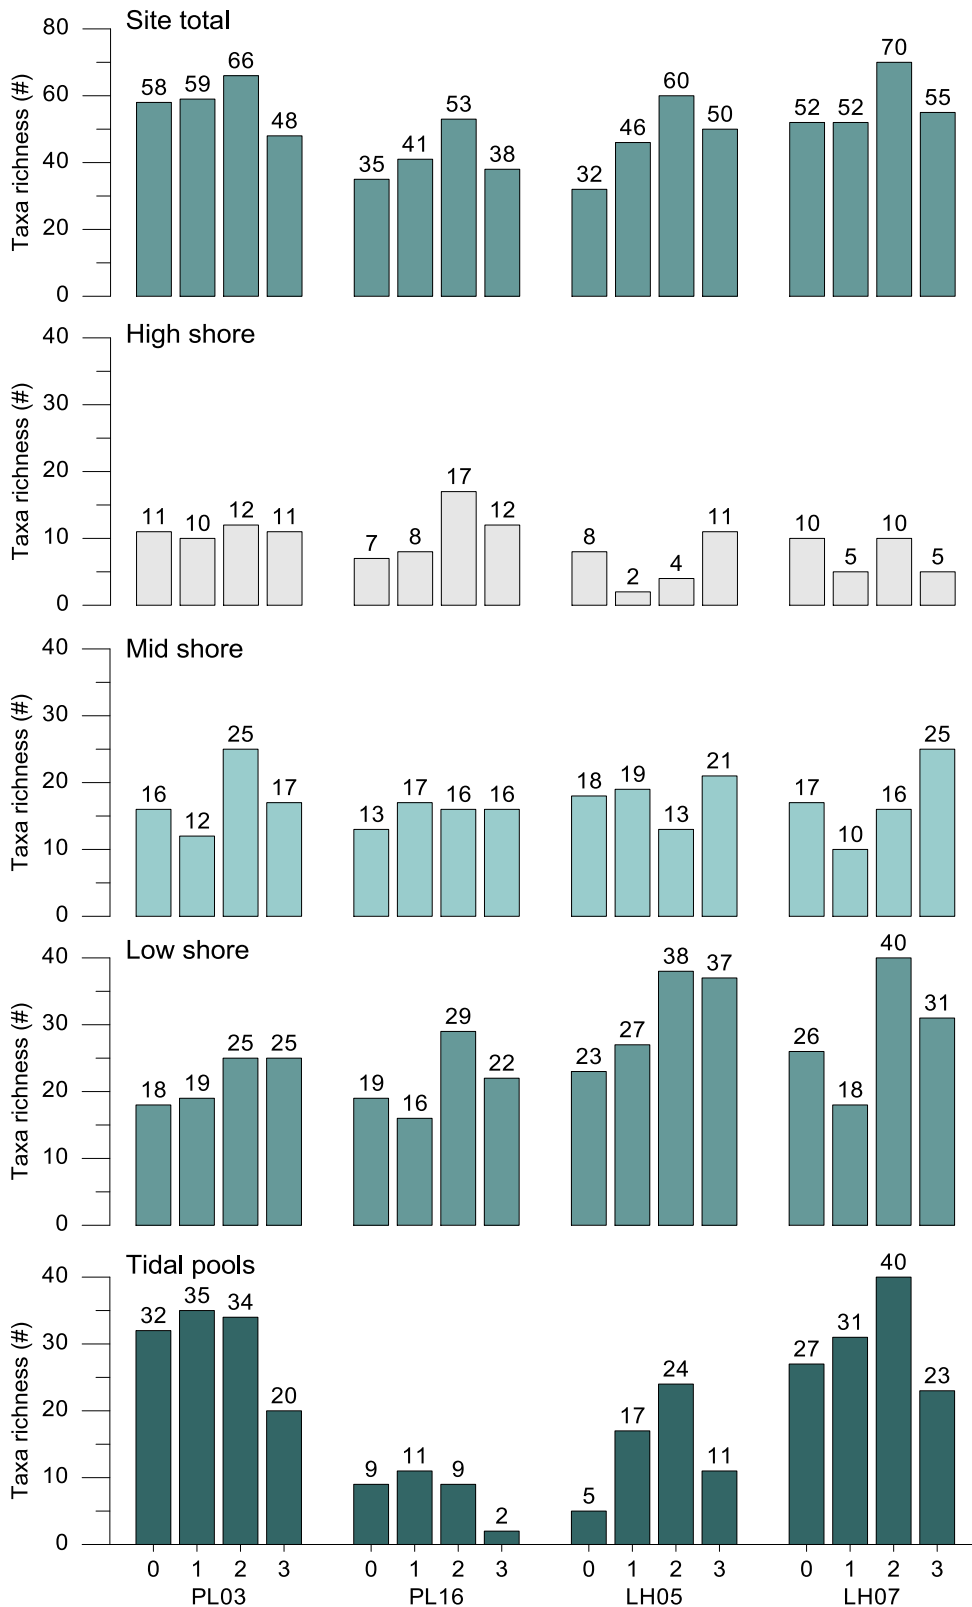 Site total
Taxa richness (#)
80
60
40
20
0
58 59 66 48
35 41 53 38
32 46 60 50
52 52 70 55
High shore
Taxa richness (#)
40
30
20
10
0
11 10 12 11
7 8 17 12
8 2 4 11
10 5 10 5
Mid shore
Taxa richness (#)
40
30
20
10
0
16 12 25 17
13 17 16 16
18 19 13 21
17 10 16 25
Low shore
Taxa richness (#)
40
30
20
10
0
18 19 25 25
19 16 29 22
23 27 38 37
26 18 40 31
Tidal pools
Taxa richness (#)
40
30
20
10
0
32 35 34 20
9 11 9 2
5 17 24 11
27 31 40 23
0 1 2 3 0 1 2 3 0 1 2 3 0 1 2 3
PL03 PL16 LH05 LH07